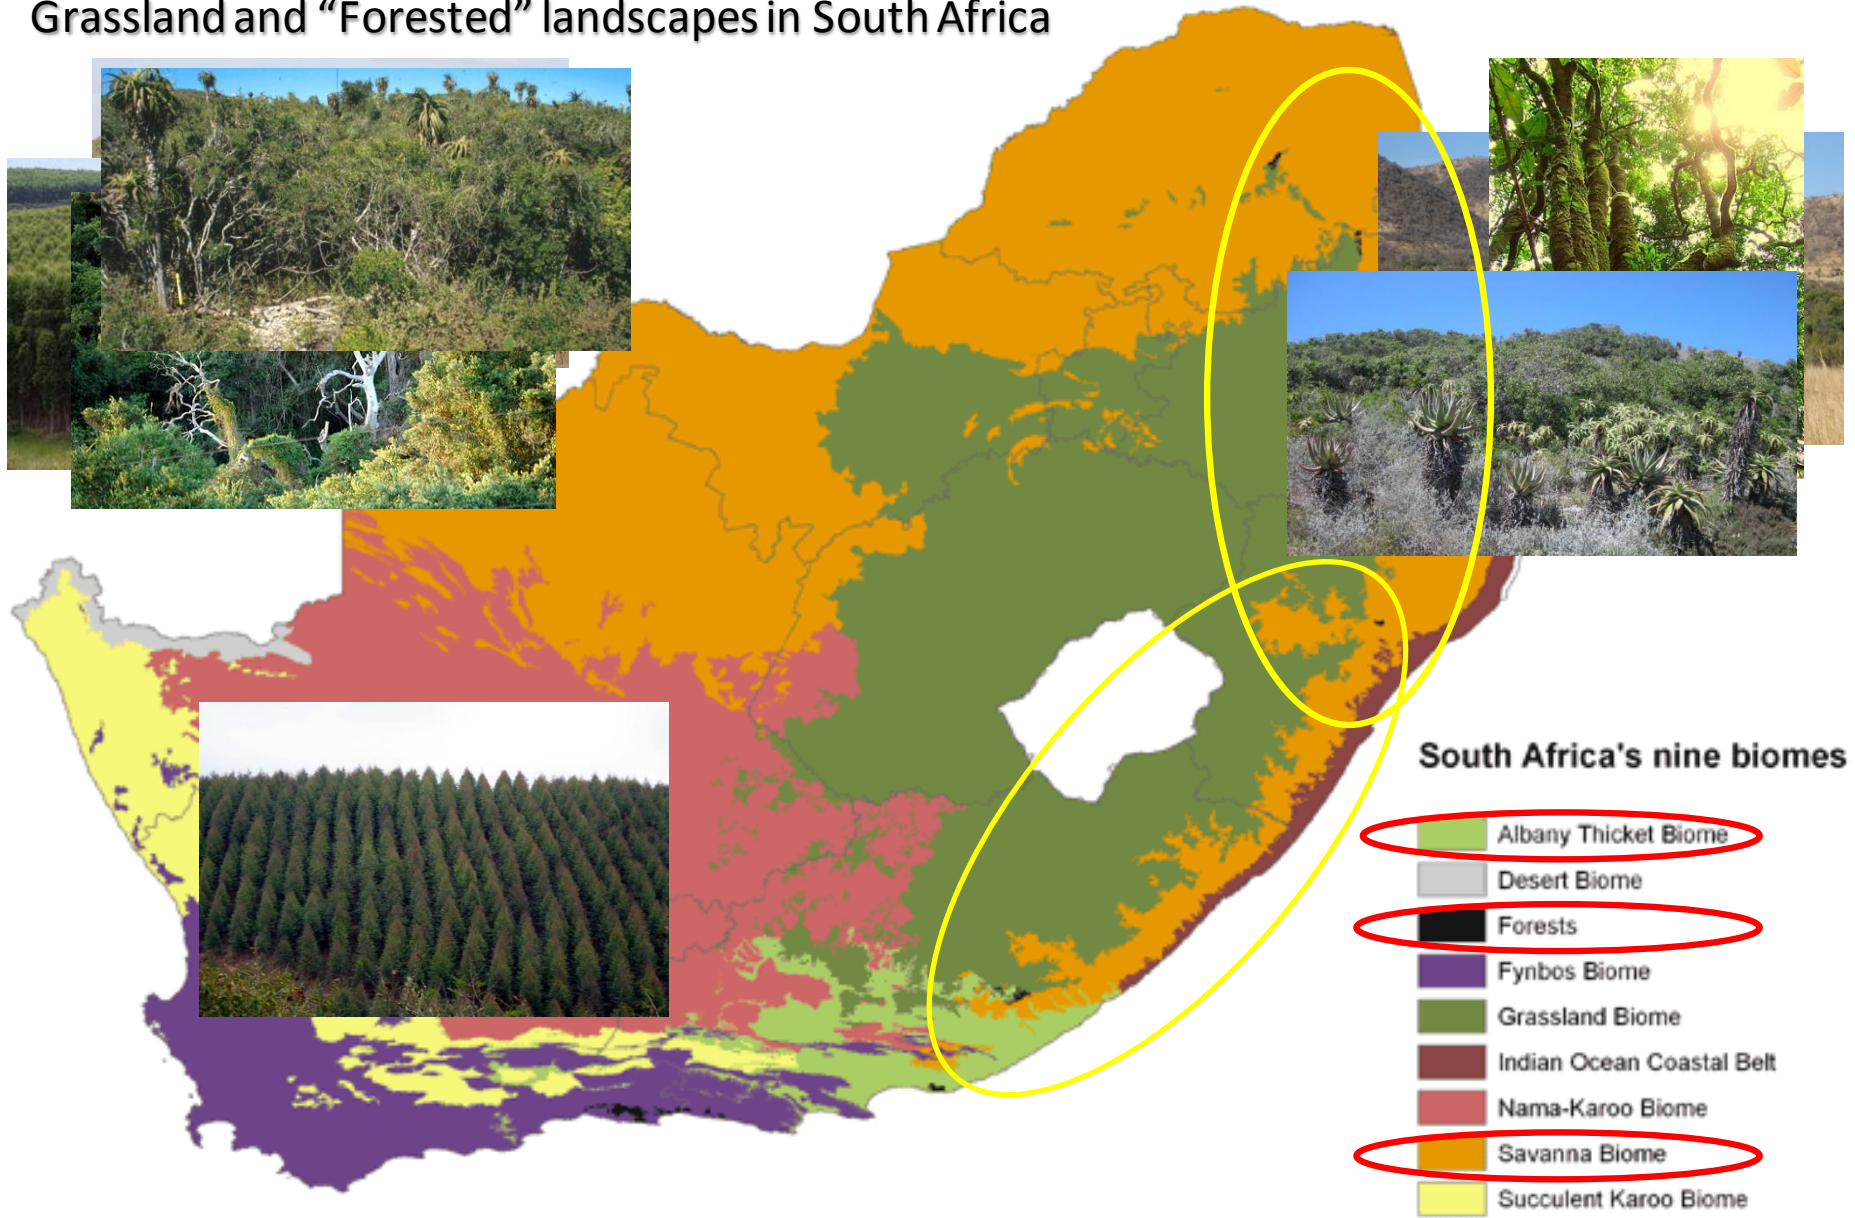 Grassland and “Forested” landscapes in South Africa
South Africa's nine biomes
Albany Thicket Biome
Desert Biome
Forests
Fynbos Biome
Grassland Biome
Indian Ocean Coastal Belt
Nama-Karoo Biome
Savanna Biome
Succulent Karoo Biome